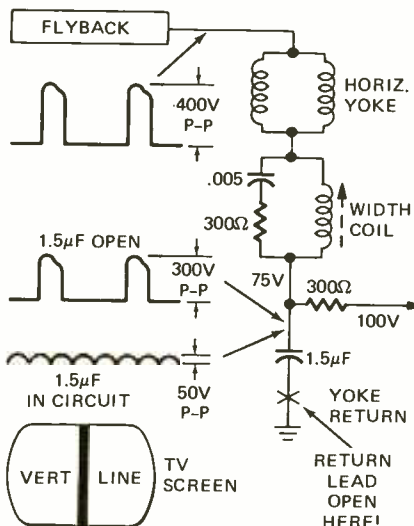 FLYBACK
400V
P-P
HORIZ.
YOKE
.005
300Ω
WIDTH
COIL
1.5µF OPEN
300V
P-P
75V
300Ω
100V
1.5µF
1.5µF
IN CIRCUIT
50V
P-P
YOKE
RETURN
VERT
LINE
TV
SCREEN
RETURN
LEAD
OPEN
HERE!